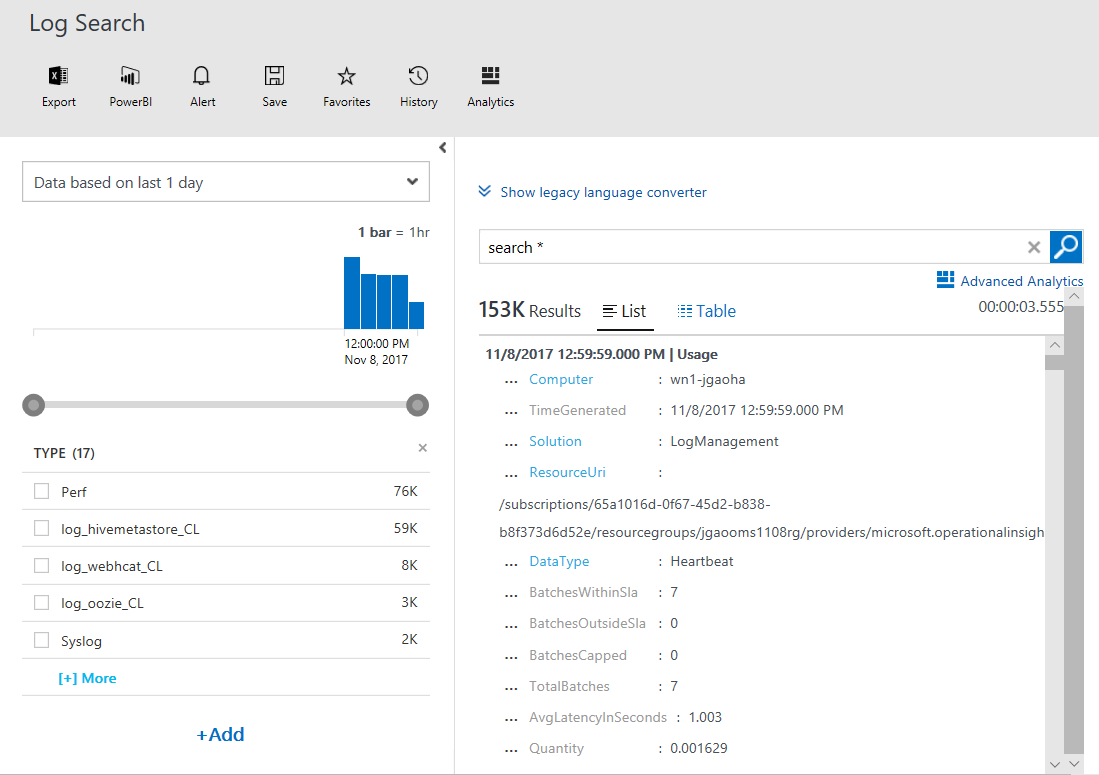 Log Search
Export PowerBI Alert Save Favorites History Analytics
Data based on last 1 day
1 bar = 1hr
12:00:00 PM
Nov 8, 2017
TYPE (17)
Perf 76K
log_hivemetastore_CL 59K
log_webhcat_CL 8K
log_oozie_CL 3K
Syslog 2K
[+] More
+Add
Show legacy language converter
search *
Advanced Analytics
153K Results List Table 00:00:03.555
11/8/2017 12:59:59.000 PM | Usage
... Computer : wn1-jgaoha
... TimeGenerated : 11/8/2017 12:59:59.000 PM
... Solution : LogManagement
... ResourceUri :
/subscriptions/65a1016d-0f67-45d2-b838-
b8f373d6d52e/resourcegroups/jgaooms1108rg/providers/microsoft.operationalinsigh
... DataType : Heartbeat
... BatchesWithinSla : 7
... BatchesOutsideSla : 0
... BatchesCapped : 0
... TotalBatches : 7
... AvgLatencyInSeconds : 1.003
... Quantity : 0.001629